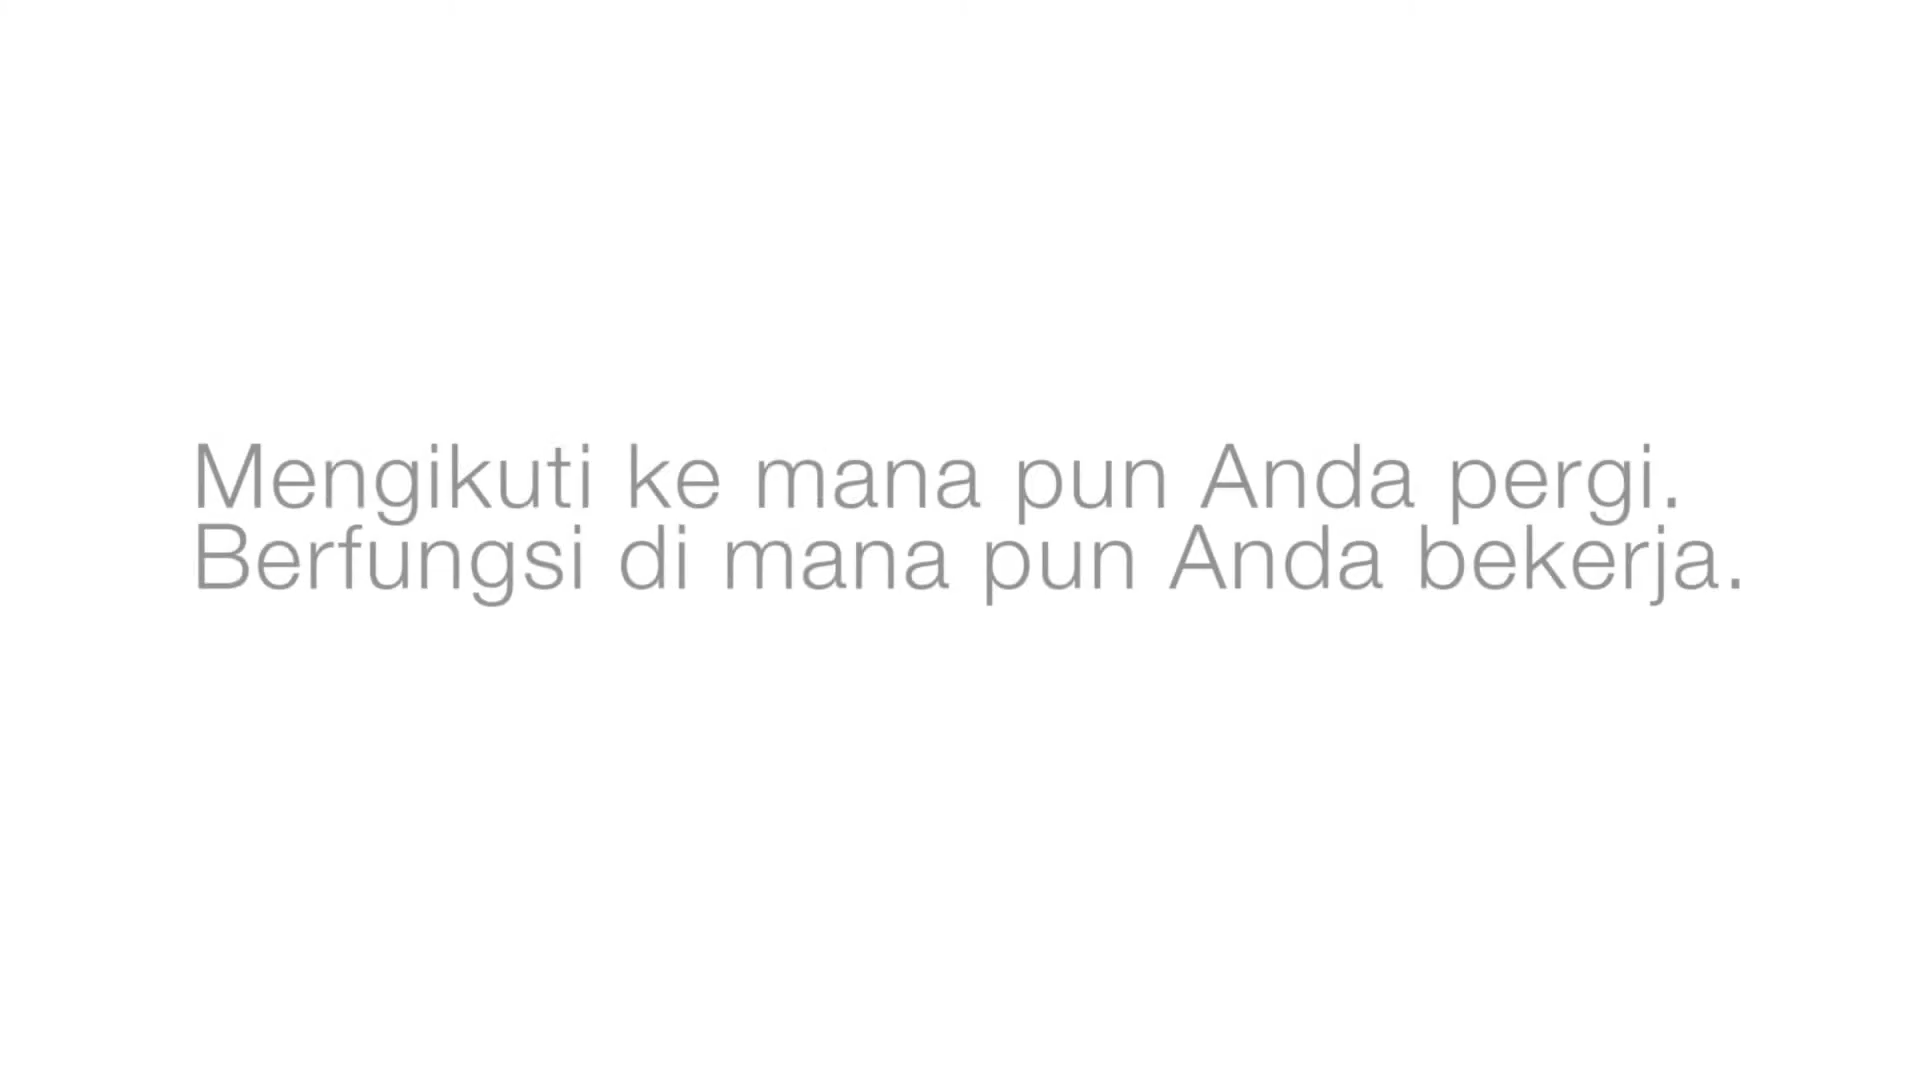 Mengikuti ke mana pun Anda pergi.
Berfungsi di mana pun Anda bekerja.